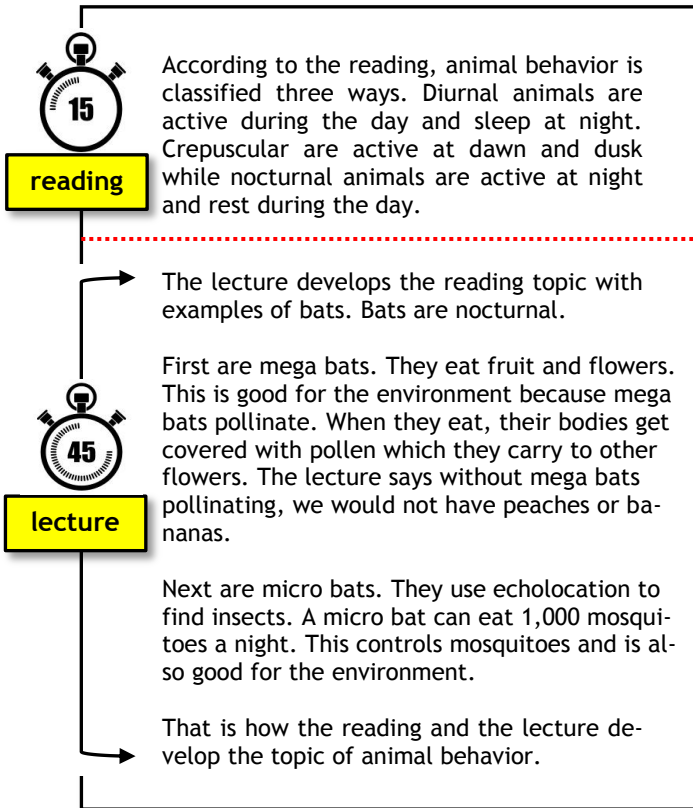 15
reading
According to the reading, animal behavior is
classified three ways. Diurnal animals are
active during the day and sleep at night.
Crepuscular are active at dawn and dusk
while nocturnal animals are active at night
and rest during the day.
The lecture develops the reading topic with
examples of bats. Bats are nocturnal.
First are mega bats. They eat fruit and flowers.
This is good for the environment because mega
bats pollinate. When they eat, their bodies get
covered with pollen which they carry to other
flowers. The lecture says without mega bats
pollinating, we would not have peaches or ba-
nanas.
45
lecture
Next are micro bats. They use echolocation to
find insects. A micro bat can eat 1,000 mosqui-
toes a night. This controls mosquitoes and is al-
so good for the environment.
That is how the reading and the lecture de-
velop the topic of animal behavior.